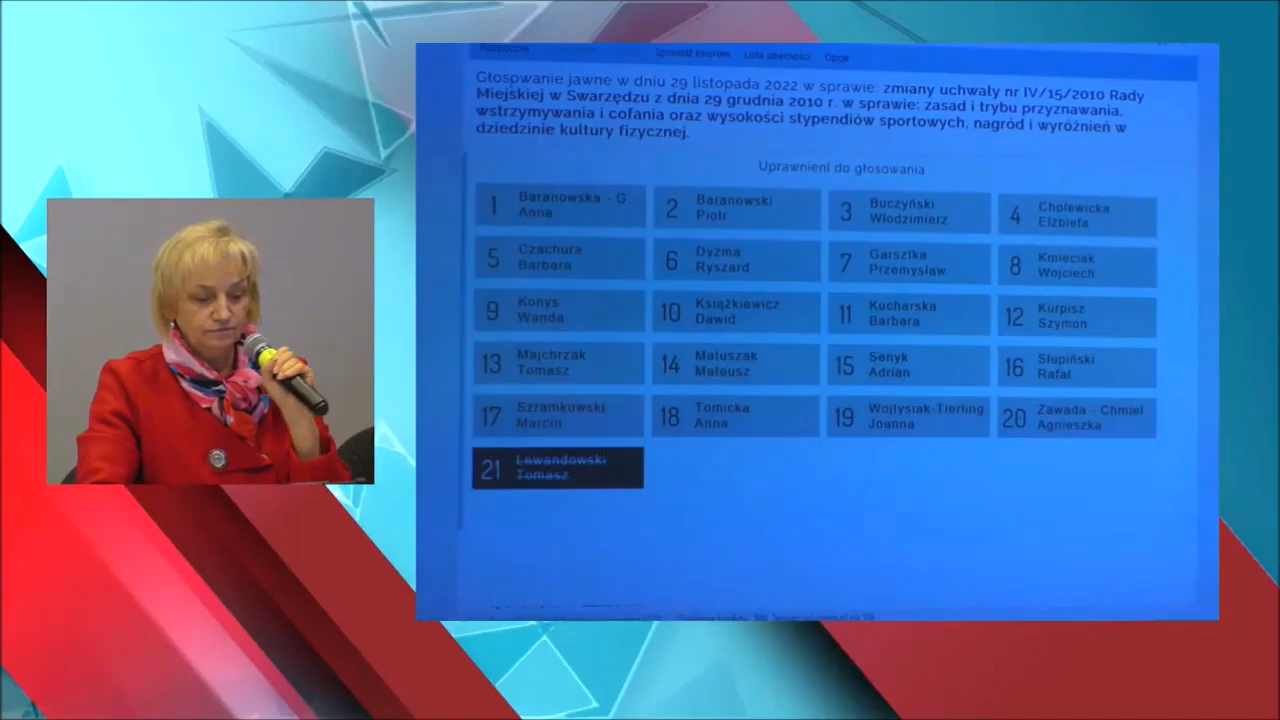 Rozpocznij
Sprawdź kworum Lista obecności Opcje
Głosowanie jawne w dniu 29 listopada 2022 w sprawie: zmiany uchwały nr IV/15/2010 Rady
Miejskiej w Swarzędzu z dnia 29 grudnia 2010 r. w sprawie: zasad i trybu przyznawania,
wstrzymywania i cofania oraz wysokości stypendiów sportowych, nagród i wyróżnień w
dziedzinie kultury fizycznej.
Uprawnieni do głosowania
1 Baranowska - G...
Anna
2 Baranowski
Piotr
3 Buczyński
Włodzimierz
4 Cholewicka
Elżbieta
5 Czachura
Barbara
6 Dyzma
Ryszard
7 Garsztka
Przemysław
8 Kmieciak
Wojciech
9 Konys
Wanda
10 Książkiewicz
Dawid
11 Kucharska
Barbara
12 Kurpisz
Szymon
13 Majchrzak
Tomasz
14 Matuszak
Mateusz
15 Senyk
Adrian
16 Słupiński
Rafał
17 Szramkowski
Marcin
18 Tomicka
Anna
19 Wojtysiak-Tierling
Joanna
20 Zawada - Chmiel
Agnieszka
21 Lewandowski
Tomasz